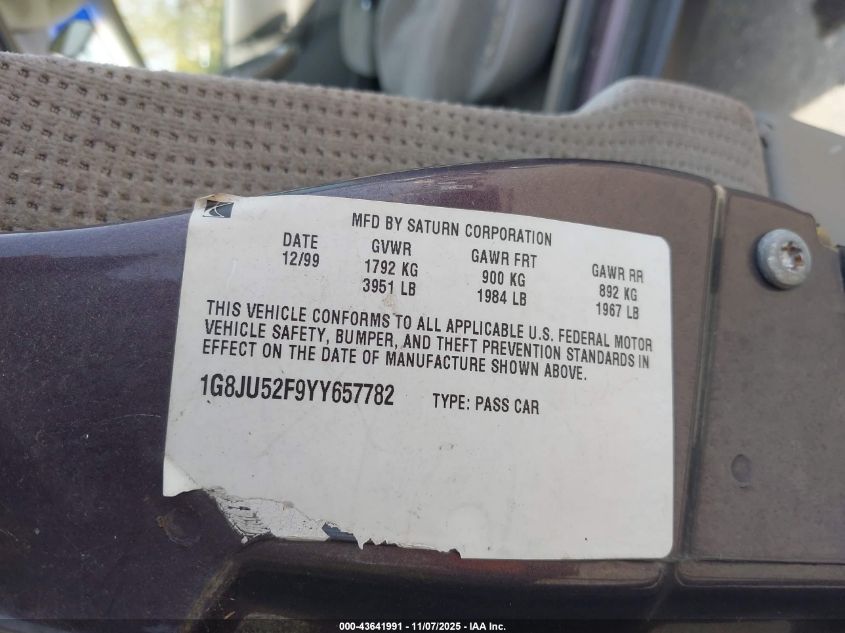 MFD BY SATURN CORPORATION
DATE GVWR GAWR FRT GAWR RR
12/99 1792 KG 900 KG 892 KG
3951 LB 1984 LB 1967 LB
THIS VEHICLE CONFORMS TO ALL APPLICABLE U.S. FEDERAL MOTOR
VEHICLE SAFETY, BUMPER, AND THEFT PREVENTION STANDARDS IN
EFFECT ON THE DATE OF MANUFACTURE SHOWN ABOVE.
1G8JU52F9YY657782 TYPE: PASS CAR
000-43641991 - 11/07/2025 - IAA Inc.